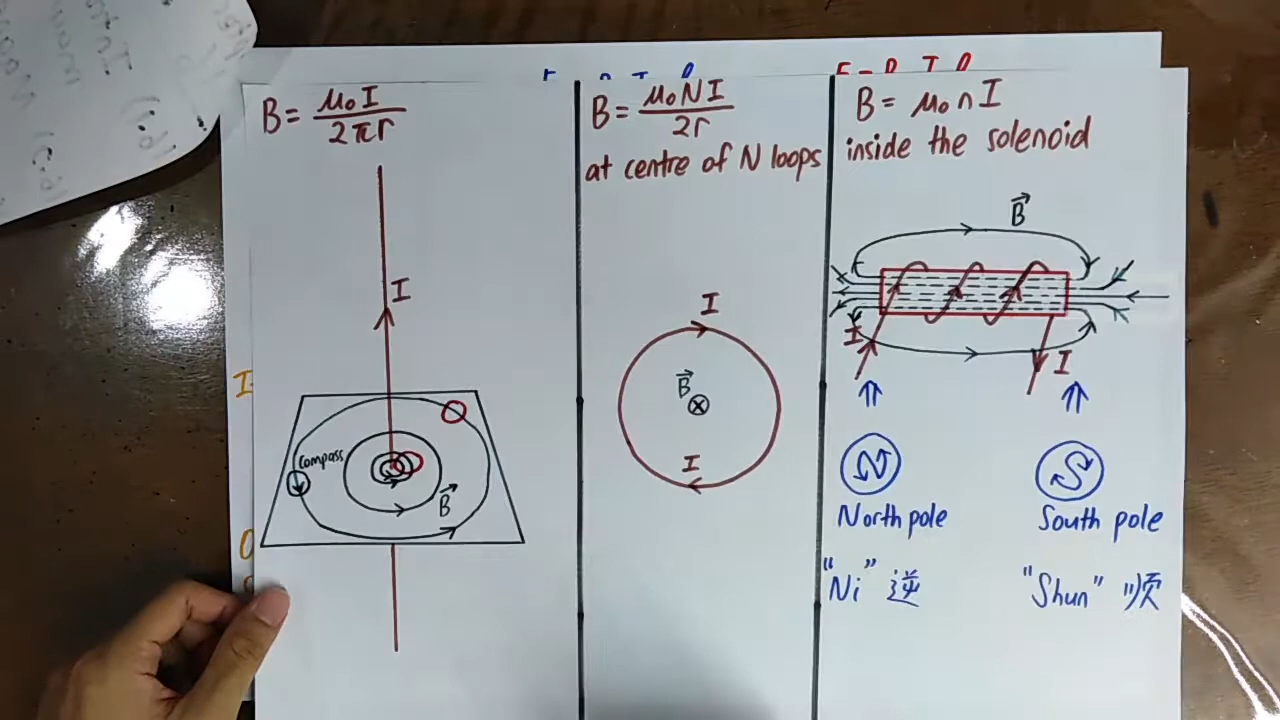 B = μ₀I / 2πr
I
Compass
B⃗
B = μ₀NI / 2r
at centre of N loops
I
B⃗
I
B = μ₀nI
inside the solenoid
B⃗
I
I
N
S
North pole
South pole
"Ni" 逆
"Shun" 顺
I